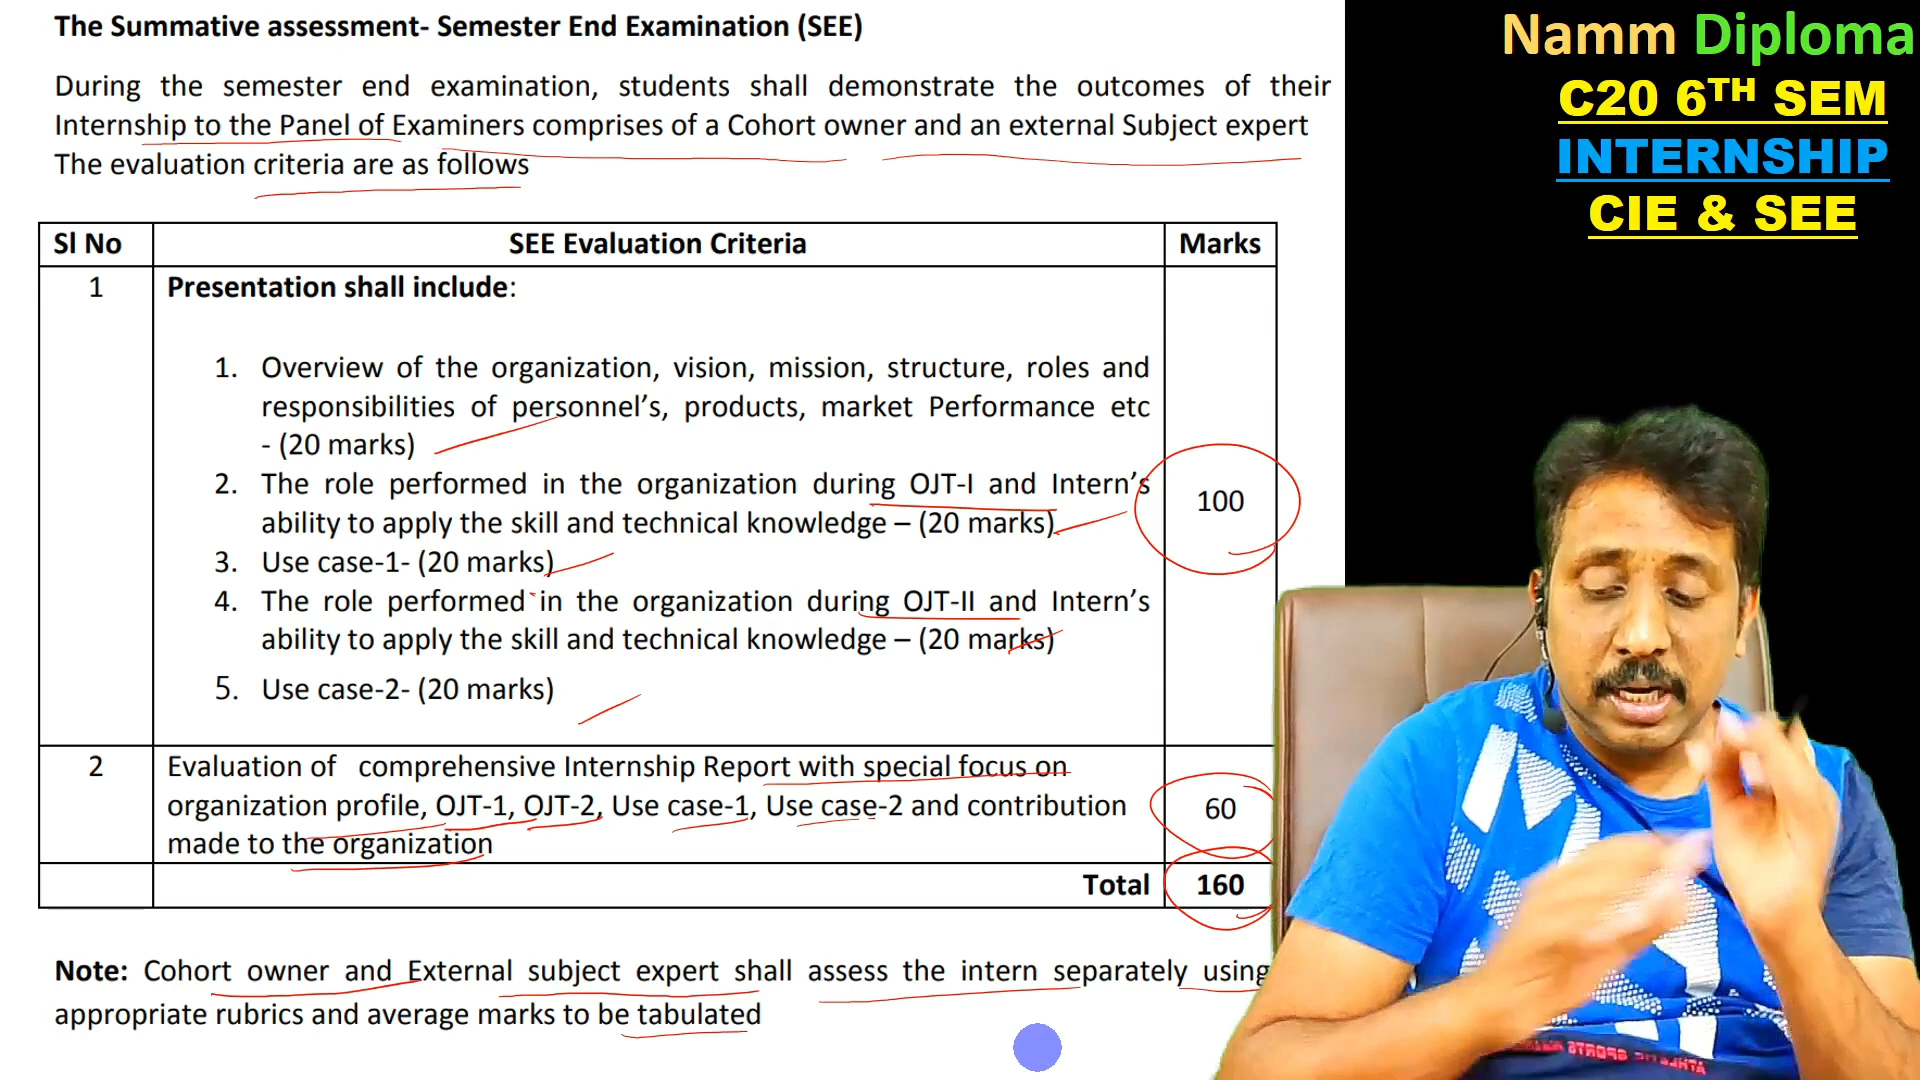 The Summative assessment- Semester End Examination (SEE)
During the semester end examination, students shall demonstrate the outcomes of their
Internship to the Panel of Examiners comprises of a Cohort owner and an external Subject expert
The evaluation criteria are as follows
Sl No SEE Evaluation Criteria Marks
1 Presentation shall include:
1. Overview of the organization, vision, mission, structure, roles and
responsibilities of personnel’s, products, market Performance etc
- (20 marks)
2. The role performed in the organization during OJT-I and Intern’s
ability to apply the skill and technical knowledge – (20 marks)
100
3. Use case-1- (20 marks)
4. The role performed in the organization during OJT-II and Intern’s
ability to apply the skill and technical knowledge – (20 marks)
5. Use case-2- (20 marks)
2 Evaluation of comprehensive Internship Report with special focus on
organization profile, OJT-1, OJT-2, Use case-1, Use case-2 and contribution 60
made to the organization
Total 160
Note: Cohort owner and External subject expert shall assess the intern separately using
appropriate rubrics and average marks to be tabulated
Namm Diploma
C20 6TH SEM
INTERNSHIP
CIE & SEE